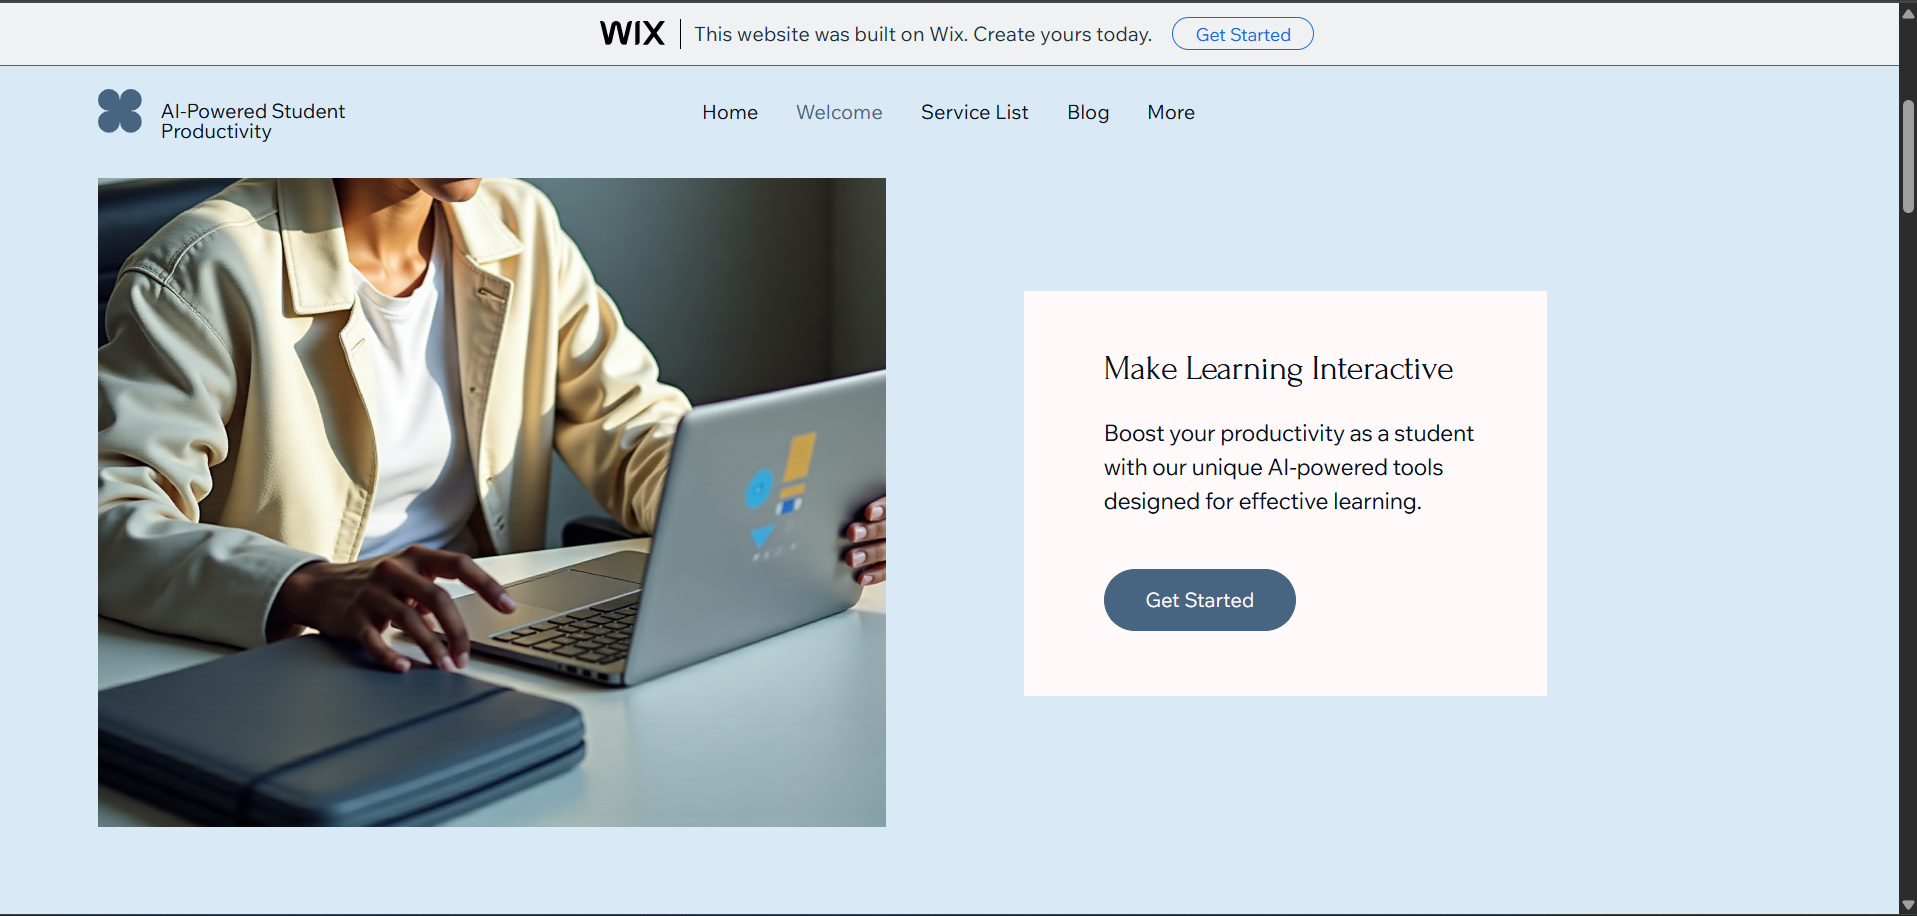 WIX
This website was built on Wix. Create yours today.
Get Started
AI-Powered Student
Productivity
Home
Welcome
Service List
Blog
More
Make Learning Interactive
Boost your productivity as a student
with our unique AI-powered tools
designed for effective learning.
Get Started